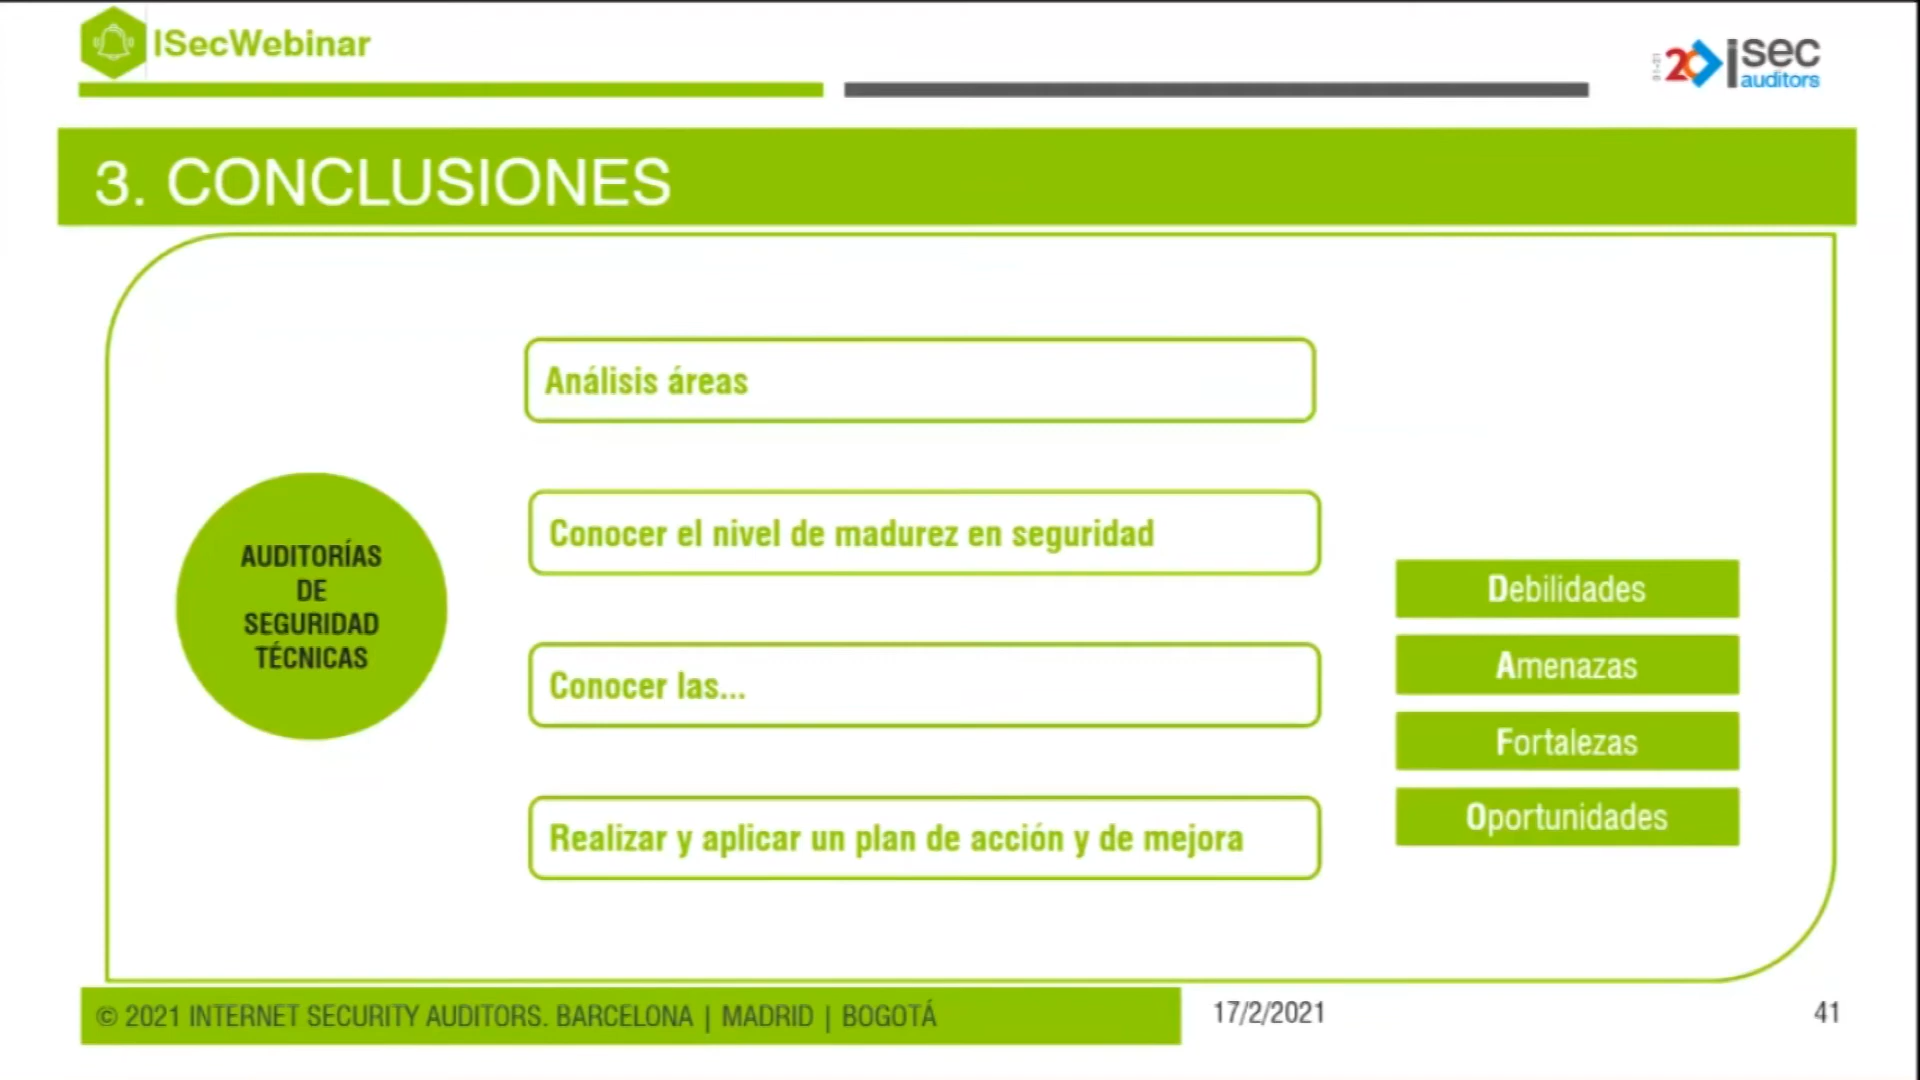 ISecWebinar
20 isec
auditors
3. CONCLUSIONES
Análisis áreas
Conocer el nivel de madurez en seguridad
Conocer las...
Realizar y aplicar un plan de acción y de mejora
AUDITORÍAS
DE
SEGURIDAD
TÉCNICAS
Debilidades
Amenazas
Fortalezas
Oportunidades
© 2021 INTERNET SECURITY AUDITORS. BARCELONA | MADRID | BOGOTÁ
17/2/2021
41